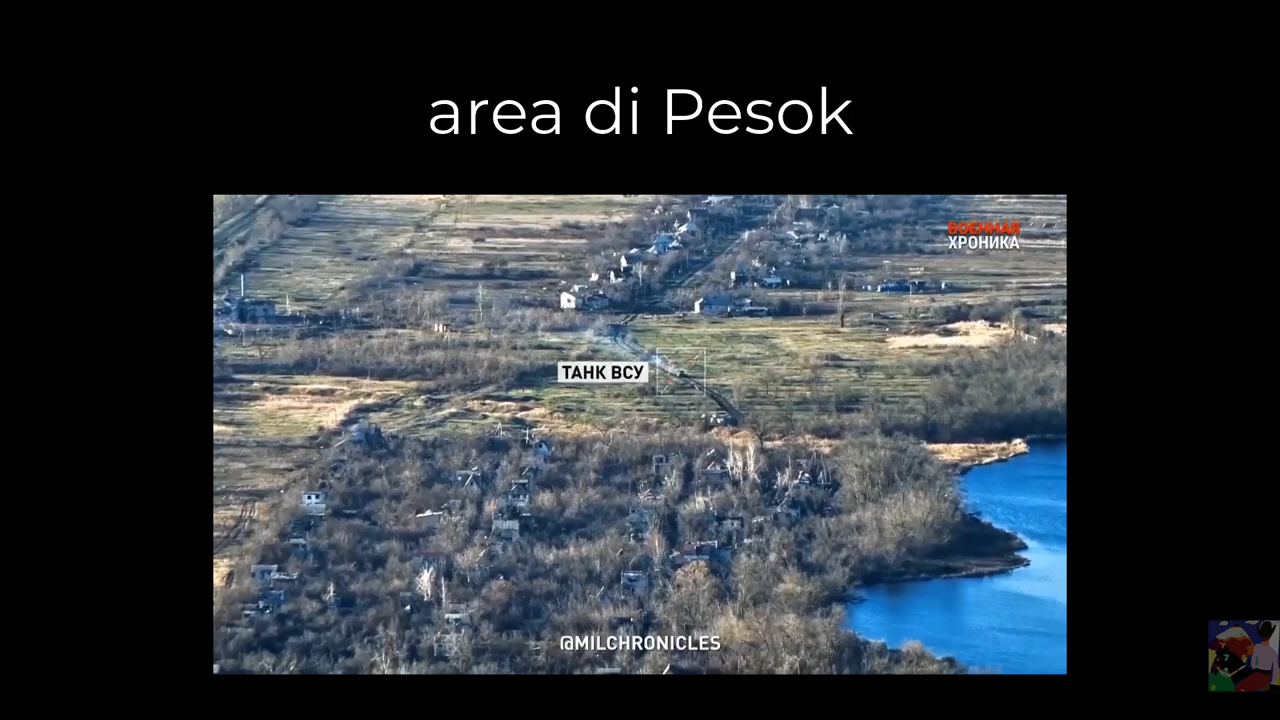 area di Pesok
ВОЕННАЯ
ХРОНИКА
ТАНК ВСУ
@MILCHRONICLES